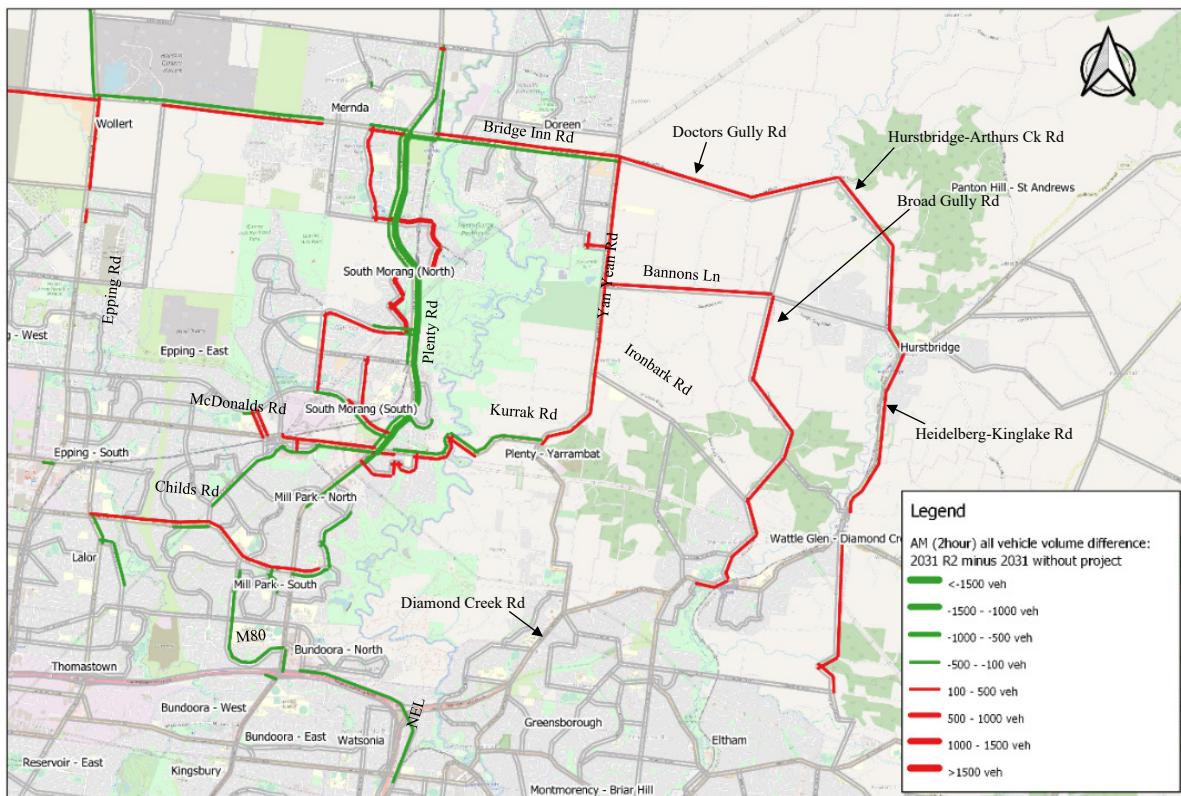 Mernda
Wollert
Doreen
Bridge Inn Rd
Doctors Gully Rd
Hurstbridge-Arthurs Ck Rd
Panton Hill - St Andrews
Broad Gully Rd
Epping Rd
South Morang (North)
Plenty Rd
Yan Yean Rd
Bannons Ln
g - West
Epping - East
Hurstbridge
Ironbark Rd
McDonalds Rd
South Morang (South)
Kurrak Rd
Heidelberg-Kinglake Rd
Epping - South
Plenty - Yarrambat
Childs Rd
Mill Park - North
Lalor
Wattle Glen - Diamond Cre
Mill Park - South
Diamond Creek Rd
M80
Bundoora - North
Thomastown
NEL
Bundoora - West
Greensborough
Bundoora - East
Watsonia
Eltham
Reservoir - East
Kingsbury
Montmorency - Briar Hill
Legend
AM (2hour) all vehicle volume difference:
2031 R2 minus 2031 without project
<-1500 veh
-1500 - -1000 veh
-1000 - -500 veh
-500 - -100 veh
100 - 500 veh
500 - 1000 veh
1000 - 1500 veh
>1500 veh